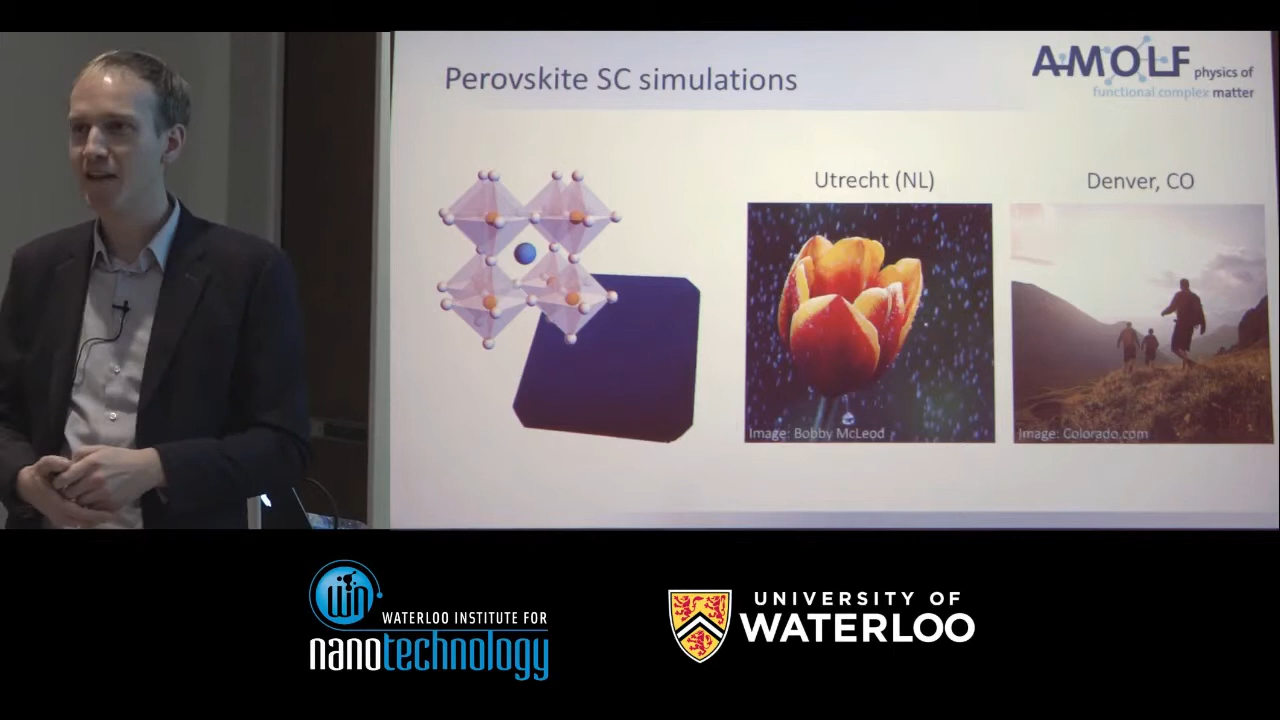 Perovskite SC simulations
AMOLF
physics of
functional complex matter
Utrecht (NL)
Denver, CO
Image: Bobby McLeod
Image: Colorado.com
WATERLOO INSTITUTE FOR
nanotechnology
UNIVERSITY OF
WATERLOO